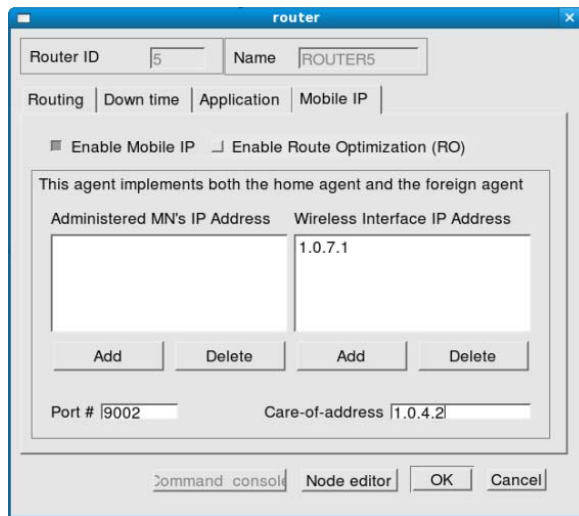 router
Router ID 5 Name ROUTER5
Routing Down time Application Mobile IP
Enable Mobile IP Enable Route Optimization (RO)
This agent implements both the home agent and the foreign agent
Administered MN's IP Address Wireless Interface IP Address
1.0.7.1
Add Delete Add Delete
Port # 9002 Care-of-address 1.0.4.2
Command console Node editor OK Cancel